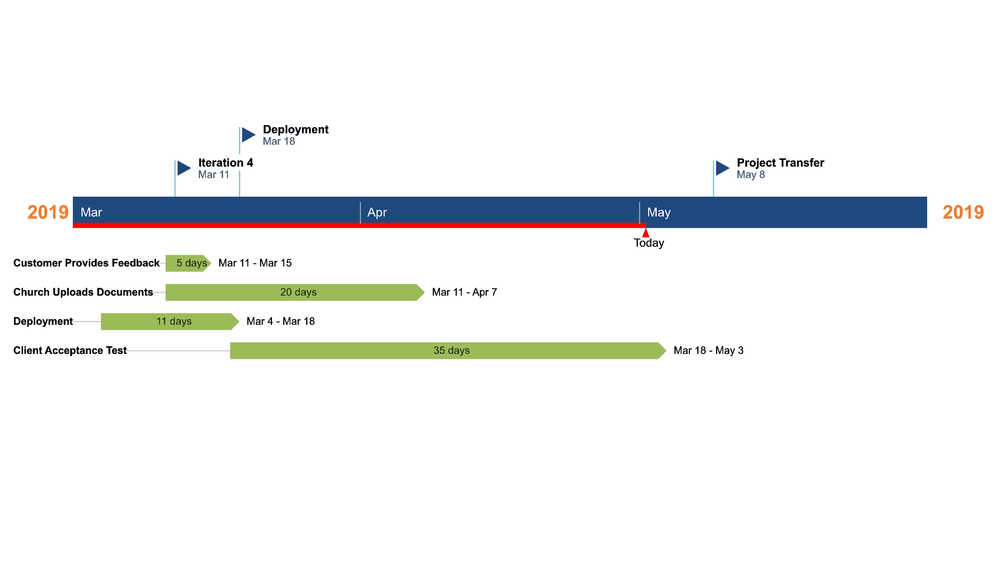 Deployment
Mar 18
Iteration 4
Mar 11
Project Transfer
May 8
2019 Mar Apr May 2019
Today
Customer Provides Feedback 5 days Mar 11 - Mar 15
Church Uploads Documents 20 days Mar 11 - Apr 7
Deployment 11 days Mar 4 - Mar 18
Client Acceptance Test 35 days Mar 18 - May 3